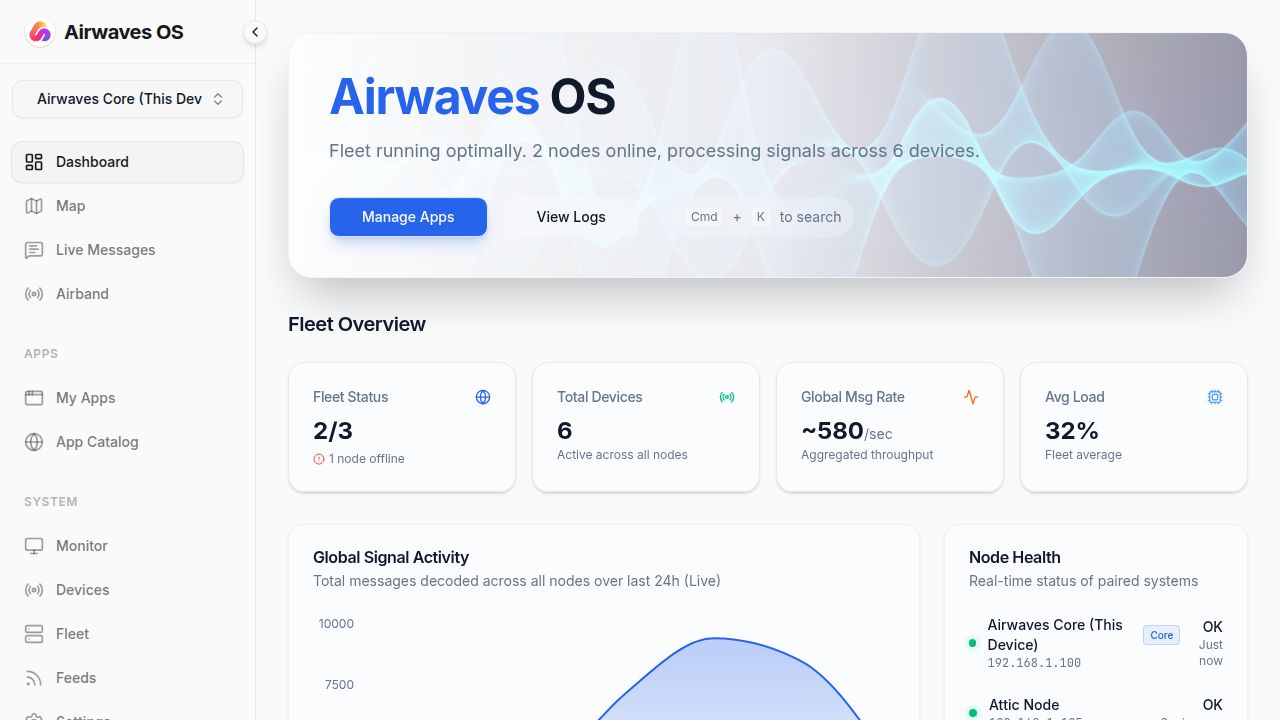 Airwaves OS
Airwaves Core (This Dev
Dashboard
Map
Live Messages
Airband
APPS
My Apps
App Catalog
SYSTEM
Monitor
Devices
Fleet
Feeds
Settings
Airwaves OS
Fleet running optimally. 2 nodes online, processing signals across 6 devices.
Manage Apps
View Logs
Cmd + K to search
Fleet Overview
Fleet Status
2/3
1 node offline
Total Devices
6
Active across all nodes
Global Msg Rate
~580/sec
Aggregated throughput
Avg Load
32%
Fleet average
Global Signal Activity
Total messages decoded across all nodes over last 24h (Live)
10000
7500
Node Health
Real-time status of paired systems
Airwaves Core (This
Device)
192.168.1.100
Core
OK
Just
now
Attic Node
OK